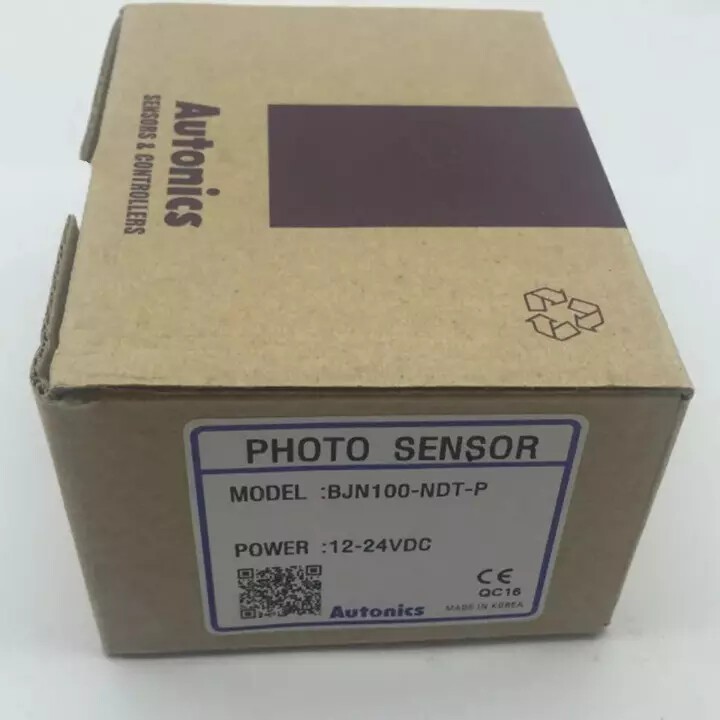 Autonics
SENSORS & CONTROLLERS
PHOTO SENSOR
MODEL :BJN100-NDT-P
POWER :12-24VDC
CE
QC16
Autonics
MADE IN KOREA